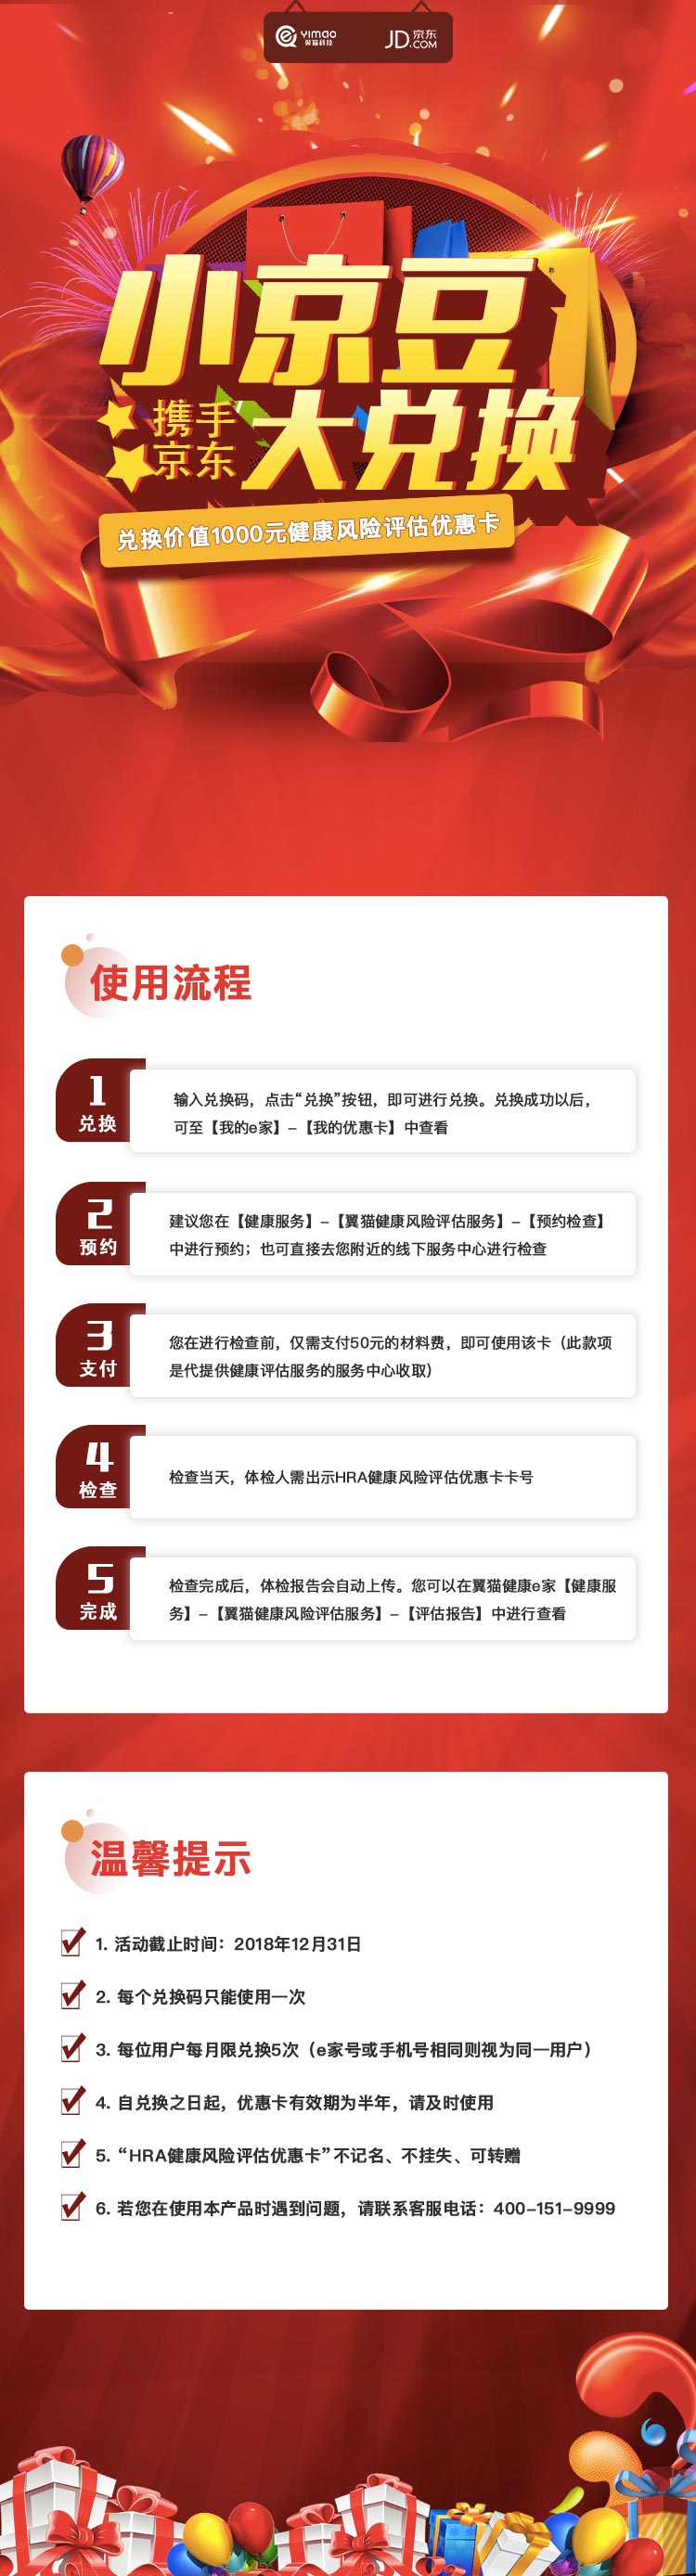 YIMAO
翼猫科技
JD.COM
京东
小京豆
携手
京东
大兑换
兑换价值1000元健康风险评估优惠卡
使用流程
1
兑换
输入兑换码，点击“兑换”按钮，即可进行兑换。兑换成功以后，
可至【我的e家】-【我的优惠卡】中查看
2
预约
建议您在【健康服务】-【翼猫健康风险评估服务】-【预约检查】
中进行预约；也可直接去您附近的线下服务中心进行检查
3
支付
您在进行检查前，仅需支付50元的材料费，即可使用该卡（此款项
是代提供健康评估服务的服务中心收取）
4
检查
检查当天，体检人需出示HRA健康风险评估优惠卡卡号
5
完成
检查完成后，体检报告会自动上传。您可以在翼猫健康e家【健康服
务】-【翼猫健康风险评估服务】-【评估报告】中进行查看
温馨提示
1. 活动截止时间：2018年12月31日
2. 每个兑换码只能使用一次
3. 每位用户每月限兑换5次（e家号或手机号相同则视为同一用户）
4. 自兑换之日起，优惠卡有效期为半年，请及时使用
5. “HRA健康风险评估优惠卡”不记名、不挂失、可转赠
6. 若您在使用本产品时遇到问题，请联系客服电话：400-151-9999